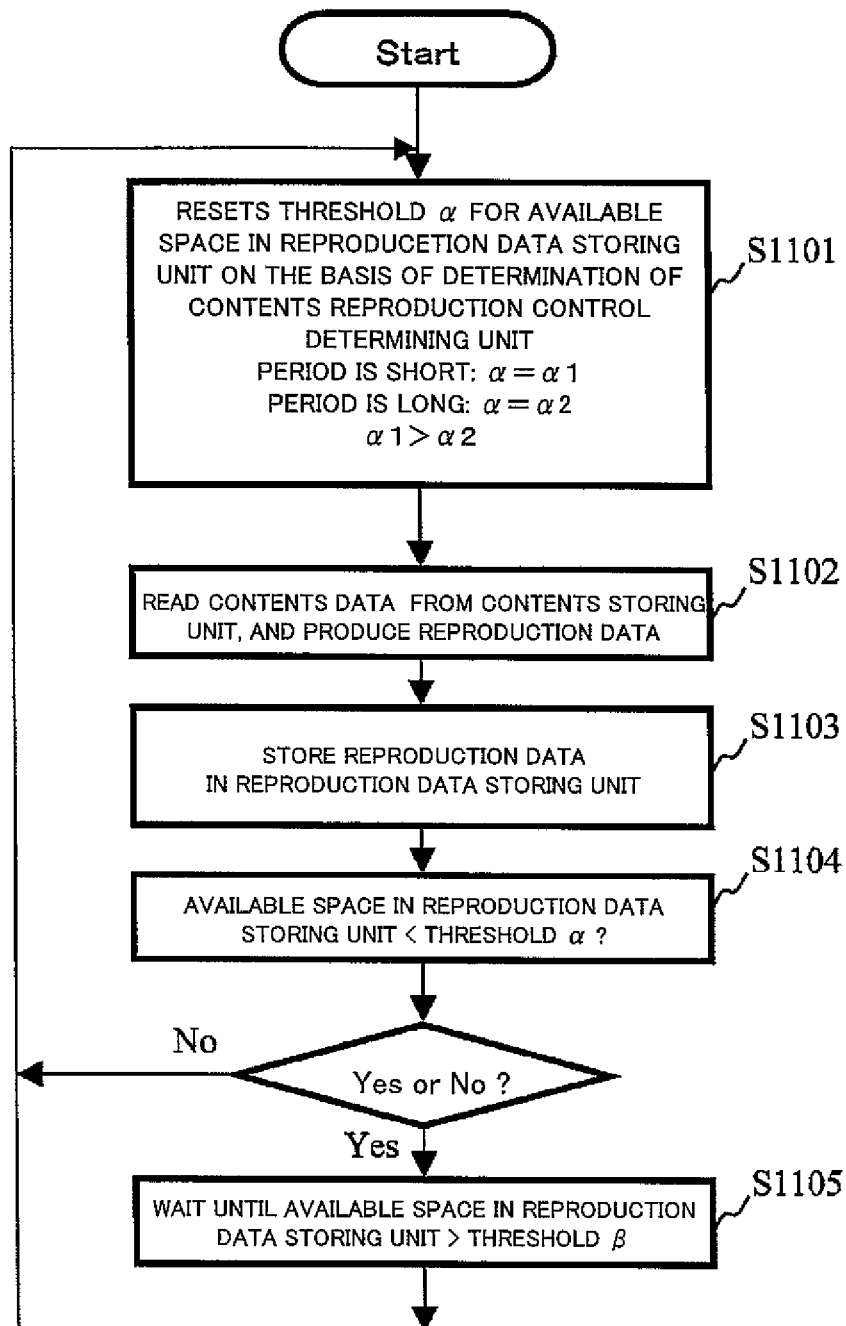 Start
RESETS THRESHOLD α FOR AVAILABLE
SPACE IN REPRODUCETION DATA STORING
UNIT ON THE BASIS OF DETERMINATION OF
CONTENTS REPRODUCTION CONTROL
DETERMINING UNIT
PERIOD IS SHORT: α=α1
PERIOD IS LONG: α=α2
α1>α2
S1101
READ CONTENTS DATA FROM CONTENTS STORING
UNIT, AND PRODUCE REPRODUCTION DATA
S1102
STORE REPRODUCTION DATA
IN REPRODUCTION DATA STORING UNIT
S1103
AVAILABLE SPACE IN REPRODUCTION DATA
STORING UNIT < THRESHOLD α ?
S1104
No
Yes or No ?
Yes
WAIT UNTIL AVAILABLE SPACE IN REPRODUCTION
DATA STORING UNIT > THRESHOLD β
S1105